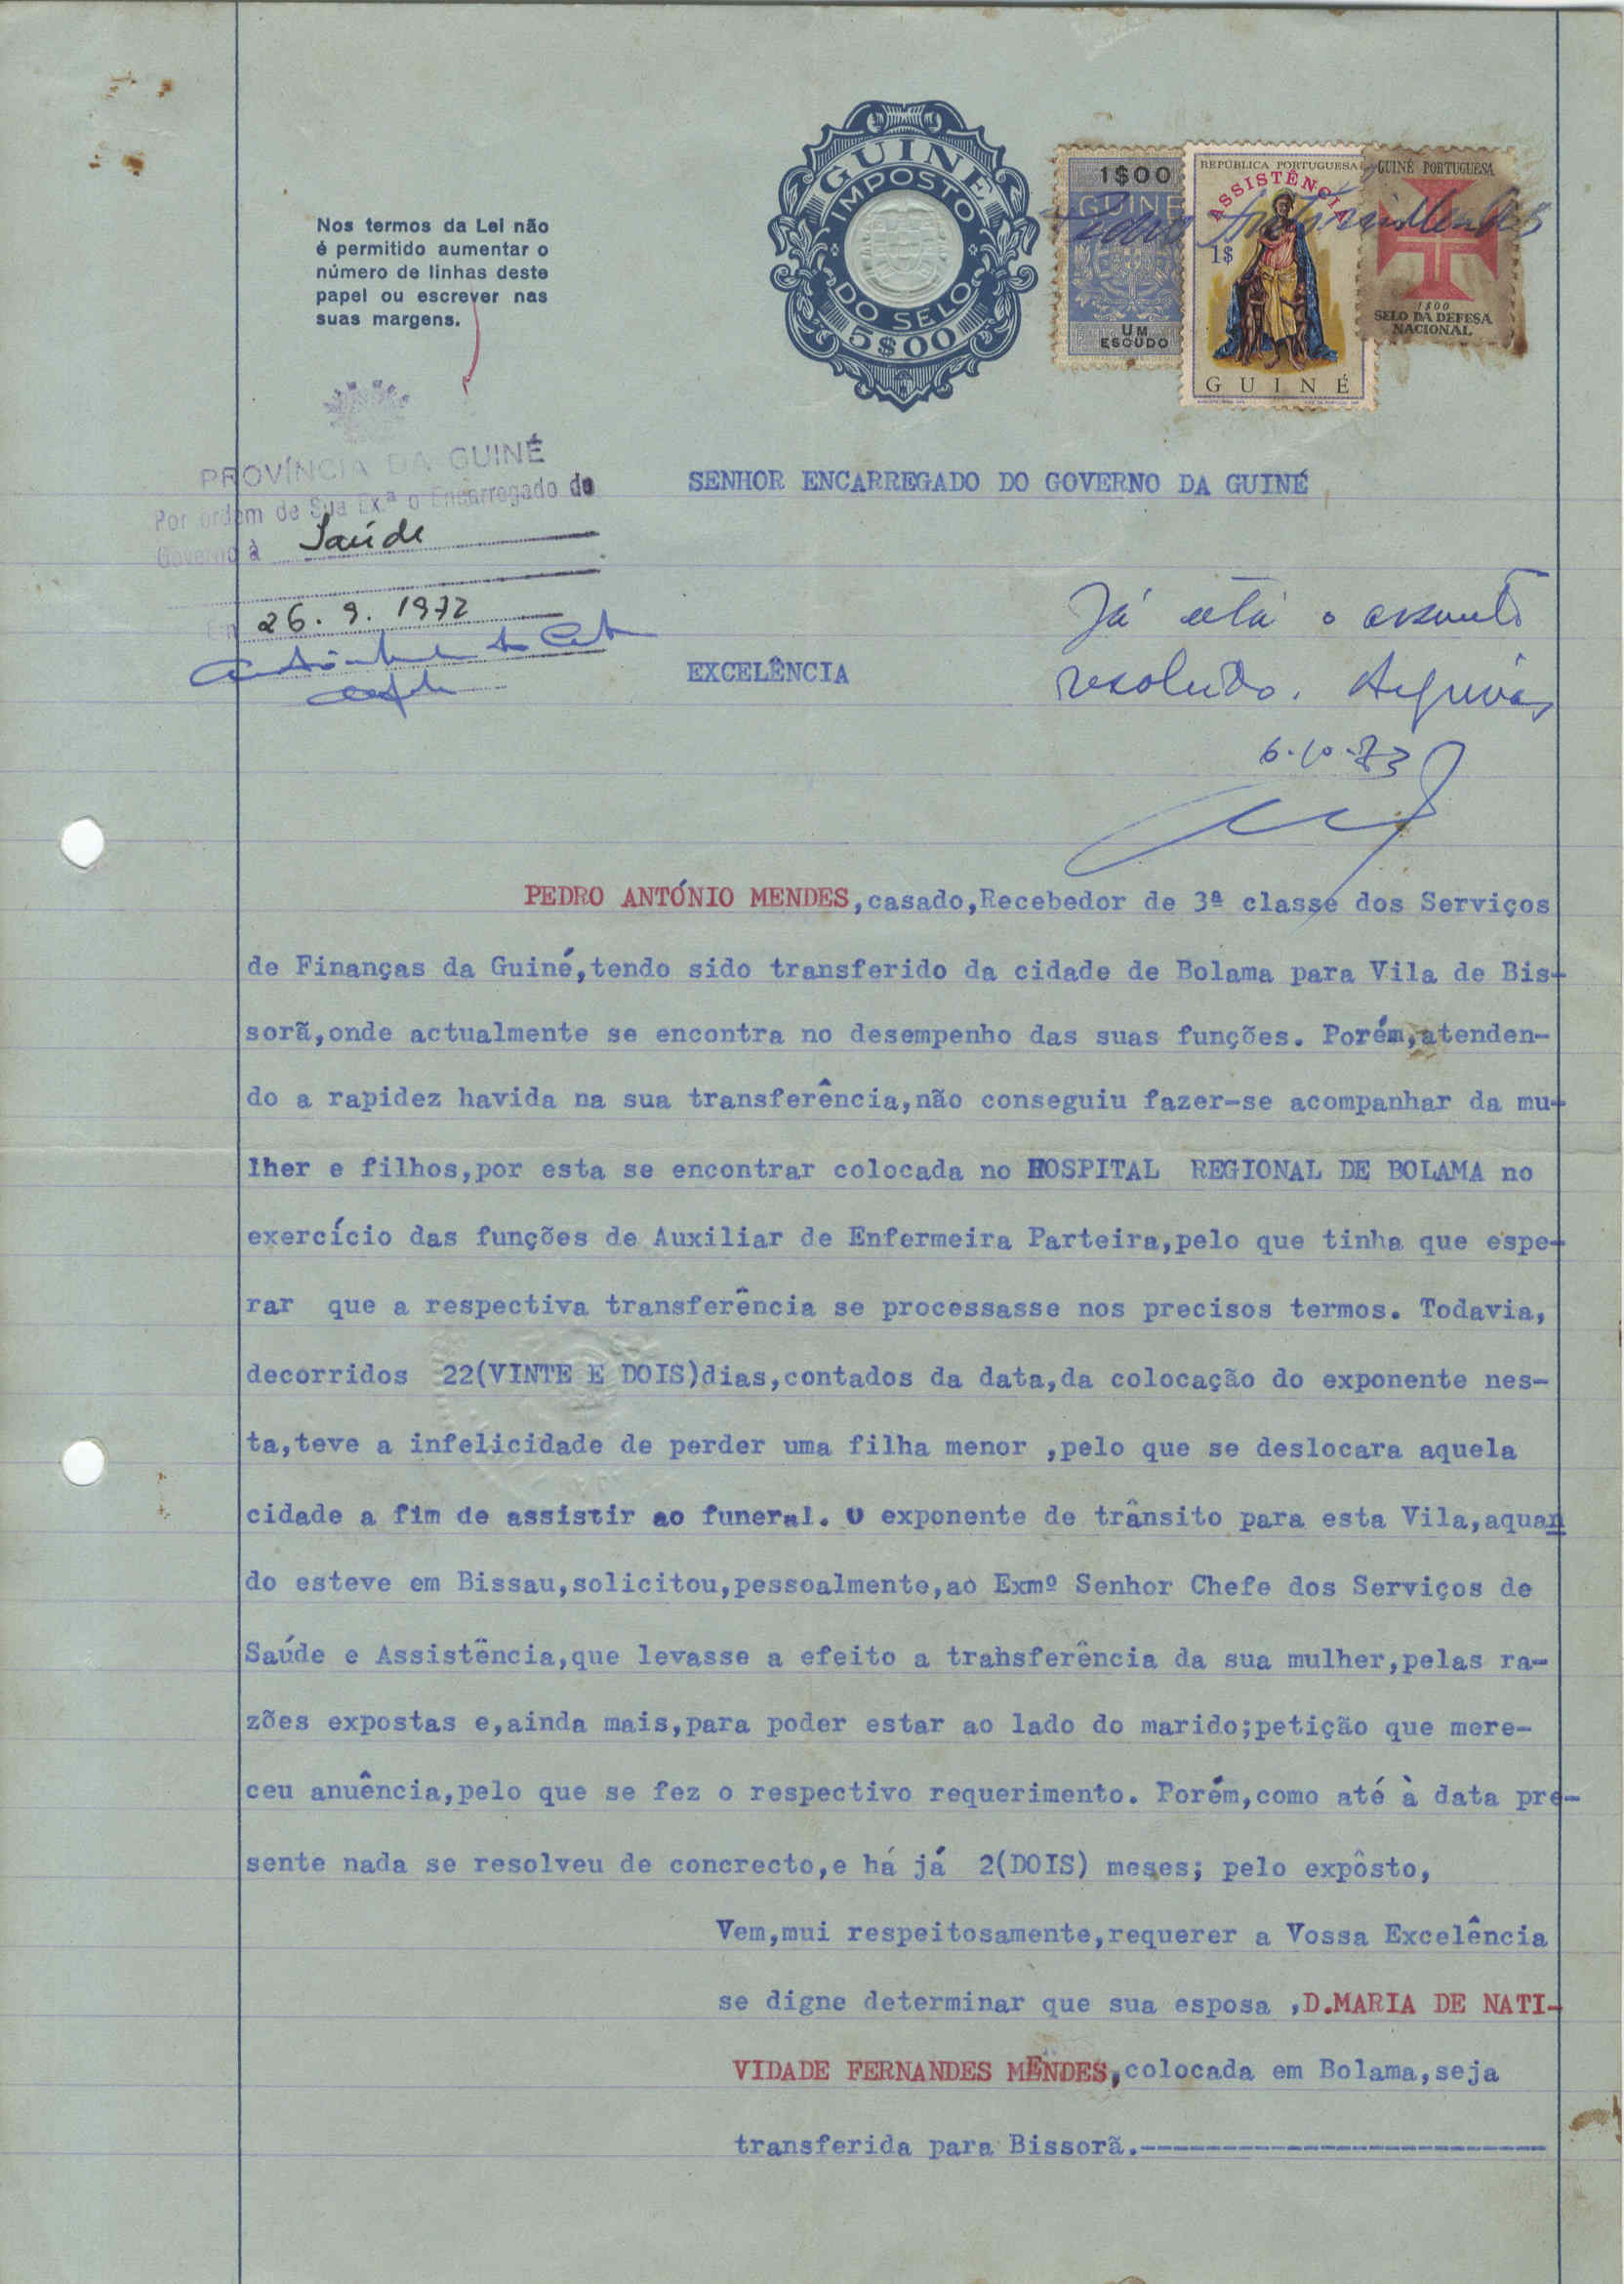 Nos termos da Lei não
é permitido aumentar o
número de linhas deste
papel ou escrever nas
suas margens.
GUINÉ
IMPOSTO
DO SELO
5$00
1$00
GUINÉ
UM
ESCUDO
REPÚBLICA PORTUGUESA
ASSISTÊNCIA
1$
GUINÉ
GUINÉ PORTUGUESA
1$00
SELO DA DEFESA
NACIONAL
Pedro António Mendes
PROVÍNCIA DA GUINÉ
Por ordem de Sua Ex.ª o Encarregado do
Governo à Saúde
Em 26. 9. 1972
SENHOR ENCARREGADO DO GOVERNO DA GUINÉ
EXCELÊNCIA
Já está o assunto
resolvido.
6-10-73
PEDRO ANTÓNIO MENDES,casado,Recebedor de 3ª classe dos Serviços
de Finanças da Guiné,tendo sido transferido da cidade de Bolama para Vila de Bis-
sorã,onde actualmente se encontra no desempenho das suas funções. Porém,atenden-
do a rapidez havida na sua transferência,não conseguiu fazer-se acompanhar da mu-
lher e filhos,por esta se encontrar colocada no HOSPITAL REGIONAL DE BOLAMA no
exercício das funções de Auxiliar de Enfermeira Parteira,pelo que tinha que espe-
rar que a respectiva transferência se processasse nos precisos termos. Todavia,
decorridos 22(VINTE E DOIS)dias,contados da data,da colocação do exponente nes-
ta,teve a infelicidade de perder uma filha menor ,pelo que se deslocara aquela
cidade a fim de assistir ao funeral. O exponente de trânsito para esta Vila,aquan
do esteve em Bissau,solicitou,pessoalmente,ao Exmº Senhor Chefe dos Serviços de
Saúde e Assistência,que levasse a efeito a trahsferência da sua mulher,pelas ra-
zões expostas e,ainda mais,para poder estar ao lado do marido;petição que mere-
ceu anuência,pelo que se fez o respectivo requerimento. Porém,como até à data pre-
sente nada se resolveu de concrecto,e há já 2(DOIS) meses; pelo expôsto,
Vem,mui respeitosamente,requerer a Vossa Excelência
se digne determinar que sua esposa ,D.MARIA DE NATI-
VIDADE FERNANDES MENDES,colocada em Bolama,seja
transferida para Bissorã.-------------------------